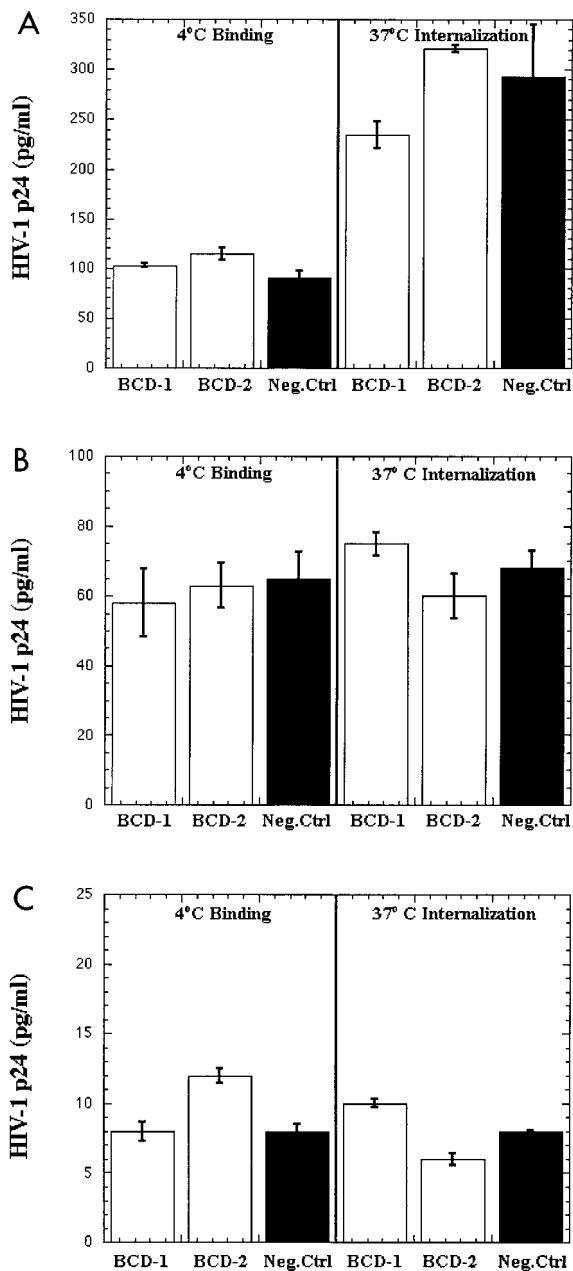 A
HIV-1 p24 (pg/ml)
350
300
250
200
150
100
50
0
4°C Binding
37°C Internalization
BCD-1 BCD-2 Neg.Ctrl BCD-1 BCD-2 Neg.Ctrl
B
HIV-1 p24 (pg/ml)
100
80
60
40
20
0
4°C Binding
37° C Internalization
BCD-1 BCD-2 Neg.Ctrl BCD-1 BCD-2 Neg.Ctrl
C
HIV-1 p24 (pg/ml)
25
20
15
10
5
0
4°C Binding
37° C Internalization
BCD-1 BCD-2 Neg.Ctrl BCD-1 BCD-2 Neg.Ctrl